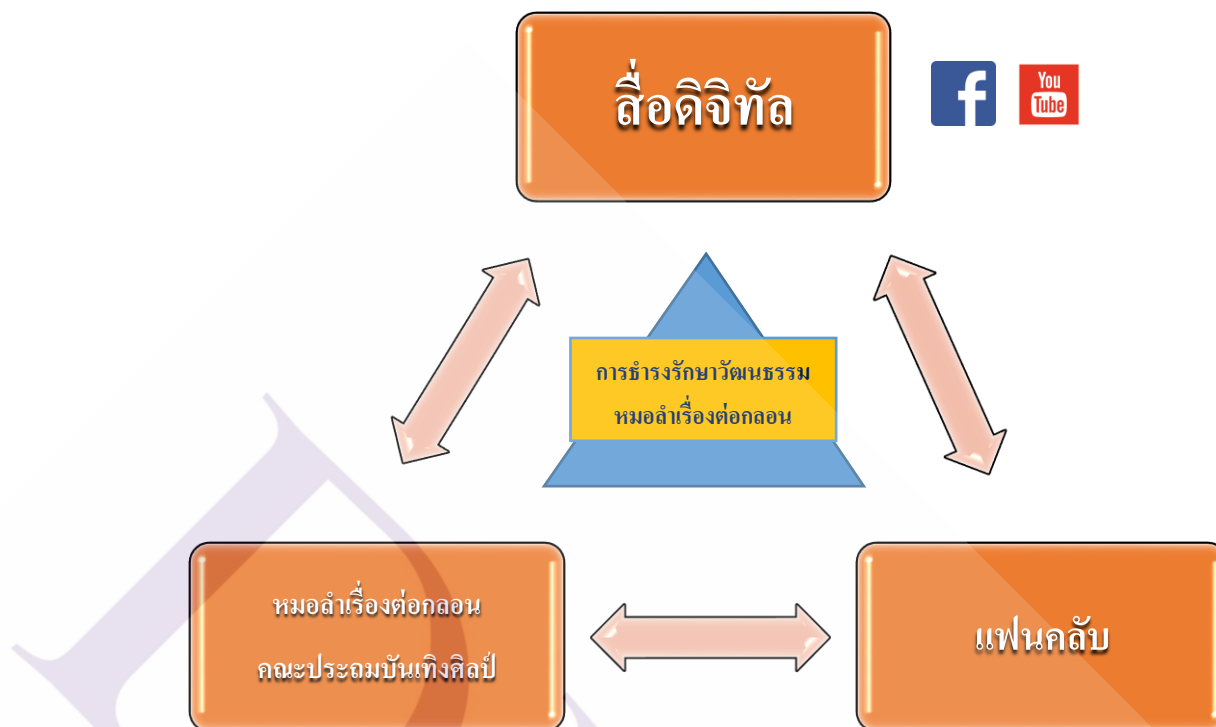 สื่อดิจิทัล
f
You
Tube
การธำรงรักษาวัฒนธรรม
หมอลำเรื่องต่อกลอน
หมอลำเรื่องต่อกลอน
คณะประถมบันเทิงศิลป์
แฟนคลับ